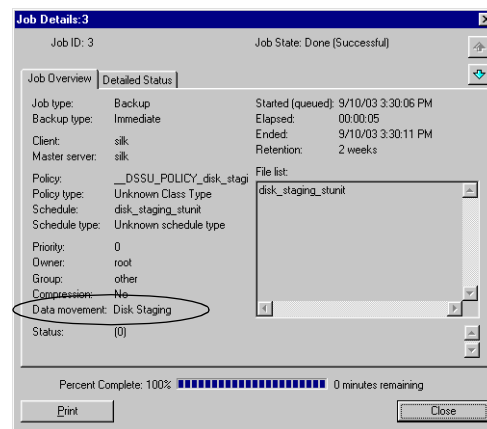 Job Details:3
Job ID: 3
Job State: Done (Successful)
Job Overview
Detailed Status
Job type: Backup
Backup type: Immediate
Client: silk
Master server: silk
Policy: __DSSU_POLICY_disk_stagi
Policy type: Unknown Class Type
Schedule: disk_staging_stunit
Schedule type: Unknown schedule type
Priority: 0
Owner: root
Group: other
Compression: No
Data movement: Disk Staging
Status: (0)
Started (queued): 9/10/03 3:30:06 PM
Elapsed: 00:00:05
Ended: 9/10/03 3:30:11 PM
Retention: 2 weeks
File list:
disk_staging_stunit
Percent Complete: 100% 0 minutes remaining
Print
Close